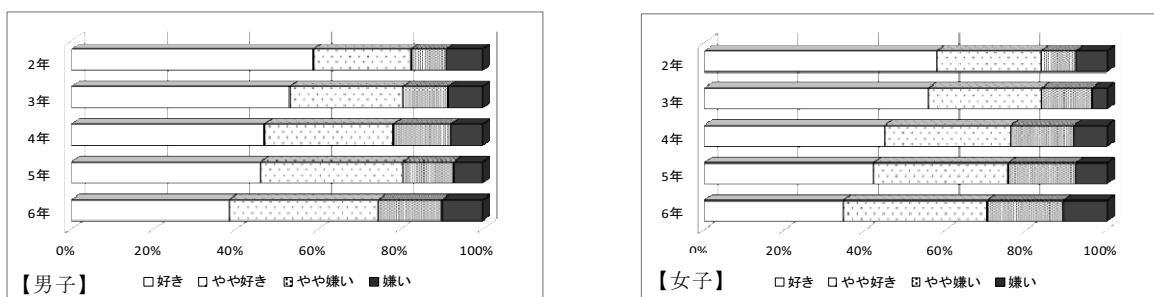 2年
3年
4年
5年
6年
0% 20% 40% 60% 80% 100%
【男子】 好き やや好き やや嫌い 嫌い
2年
3年
4年
5年
6年
0% 20% 40% 60% 80% 100%
【女子】 好き やや好き やや嫌い 嫌い